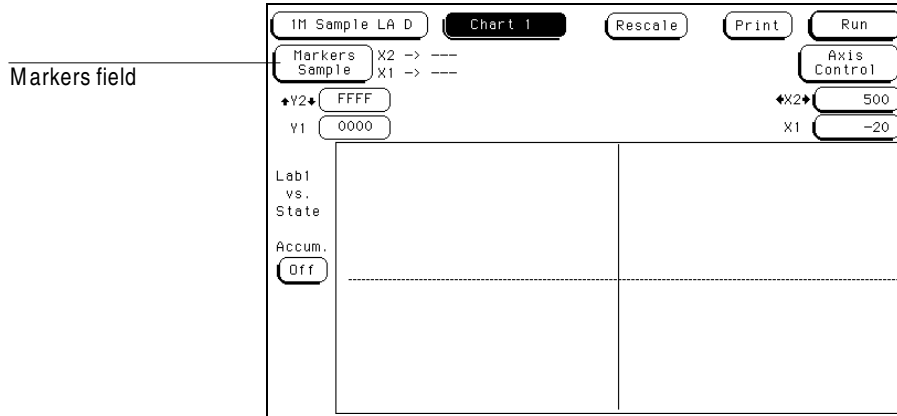 1M Sample LA D Chart 1 Rescale Print Run
Markers Sample X2 -> ---
X1 -> ---
Axis Control
Markers field
Y2 FFFF X2 500
Y1 0000 X1 -20
Lab1
vs.
State
Accum.
Off